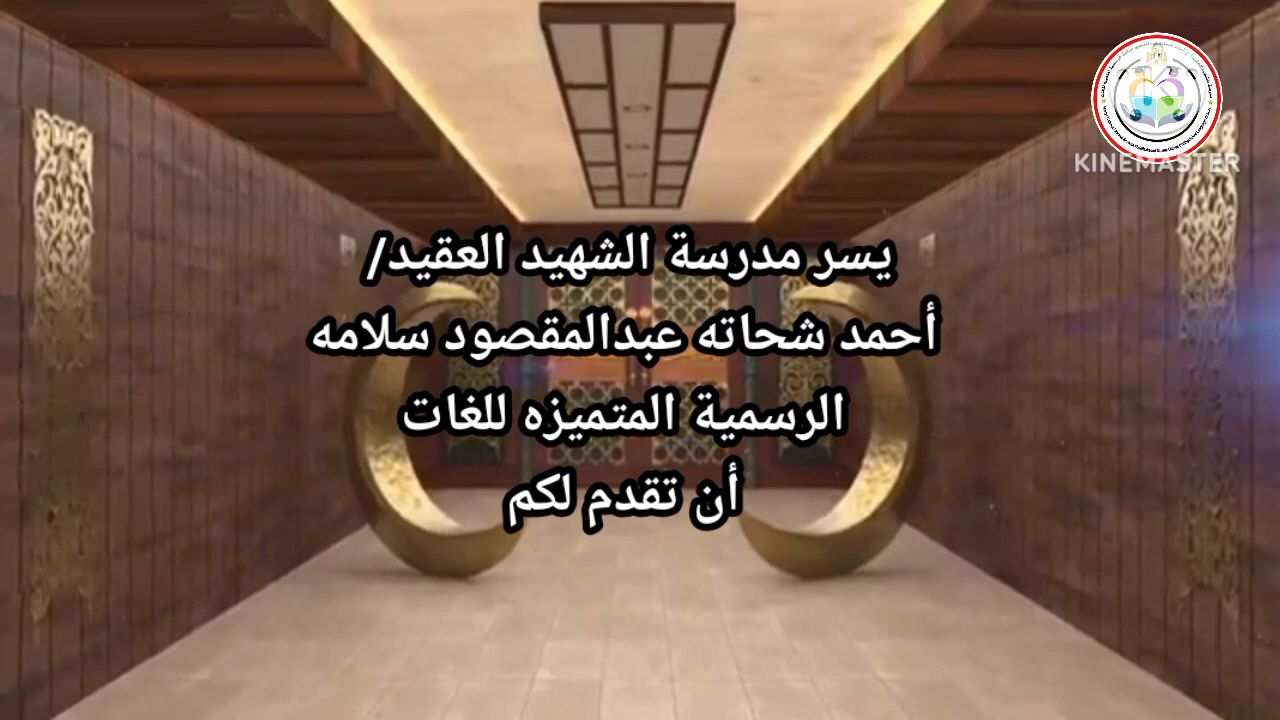 يسر مدرسة الشهيد العقيد/
أحمد شحاته عبدالمقصود سلامه
الرسمية المتميزه للغات
أن تقدم لكم
KINEMASTER